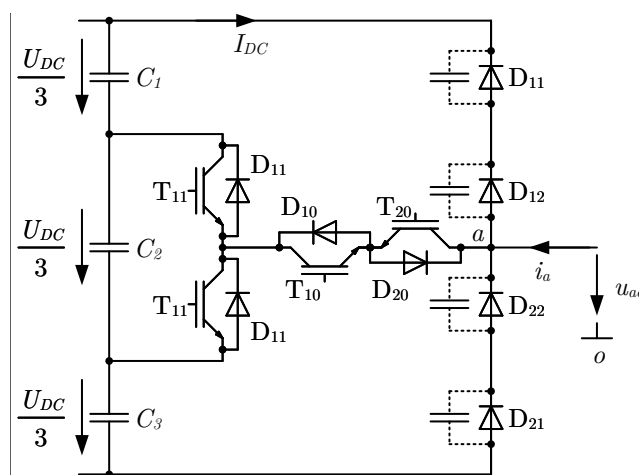 I_DC
U_DC
3
C_1
D_11
T_11
D_11
D_12
D_10
T_20
a
U_DC
3
C_2
i_a
T_10
D_20
T_11
D_11
D_22
o
U_DC
3
C_3
D_21